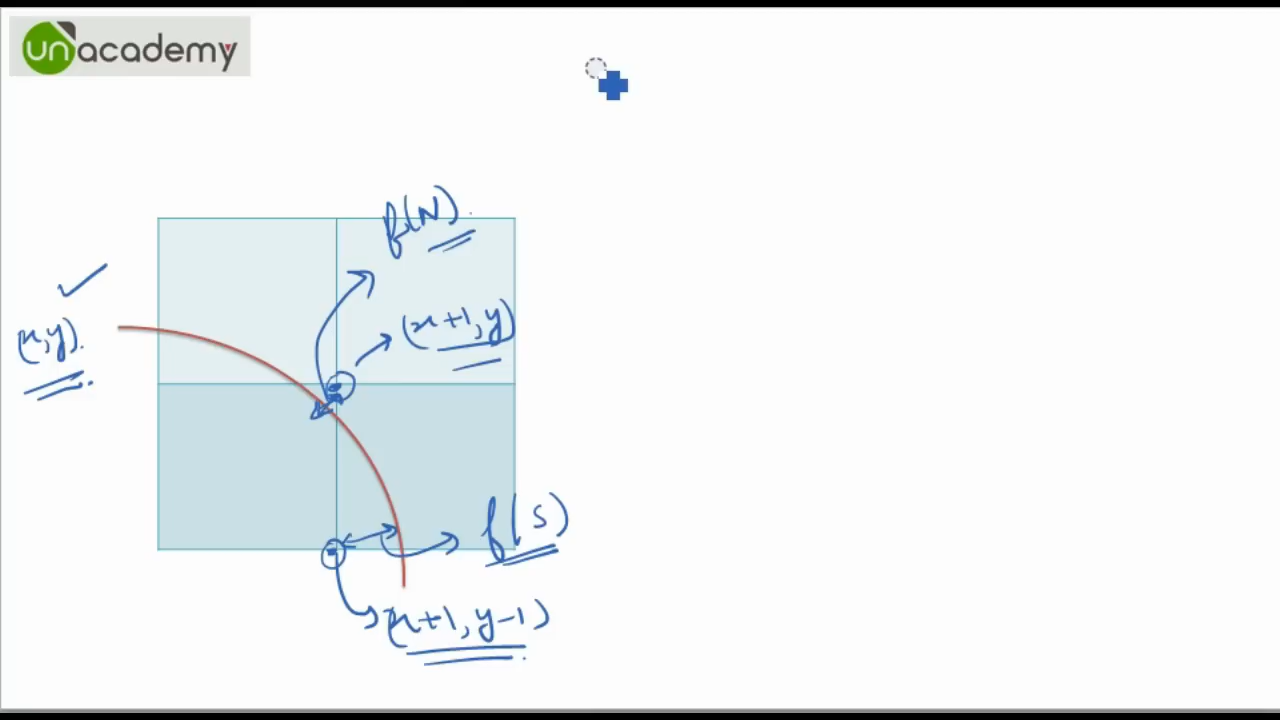 unacademy
f(N).
(x+1, y)
(x,y).
f(S)
(x+1, y-1)